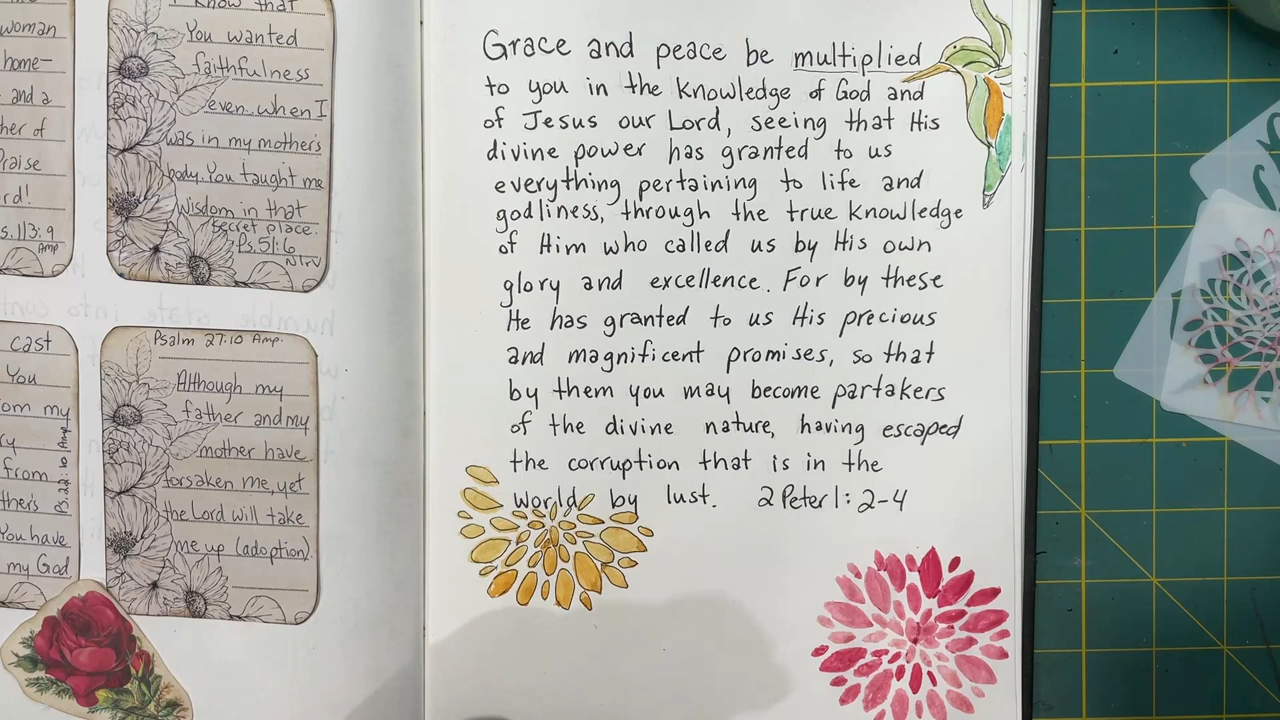 woman
home-
and a
her of
Praise
rd!
s. 113:9
Amp
I know that
You wanted
faithfulness
even when I
was in my mother's
body. You taught me
Wisdom in that
secret place.
Ps. 51:6
cast
You
om my
ry
from
ther's
You have
my God
Ps. 22:10 Amp
Psalm 27:10 Amp.
Although my
father and my
mother have
forsaken me, yet
the Lord will take
me up (adoption).
Grace and peace be multiplied
to you in the knowledge of God and
of Jesus our Lord, seeing that His
divine power has granted to us
everything pertaining to life and
godliness, through the true knowledge
of Him who called us by His own
glory and excellence. For by these
He has granted to us His precious
and magnificent promises, so that
by them you may become partakers
of the divine nature, having escaped
the corruption that is in the
world by lust. 2 Peter 1: 2-4